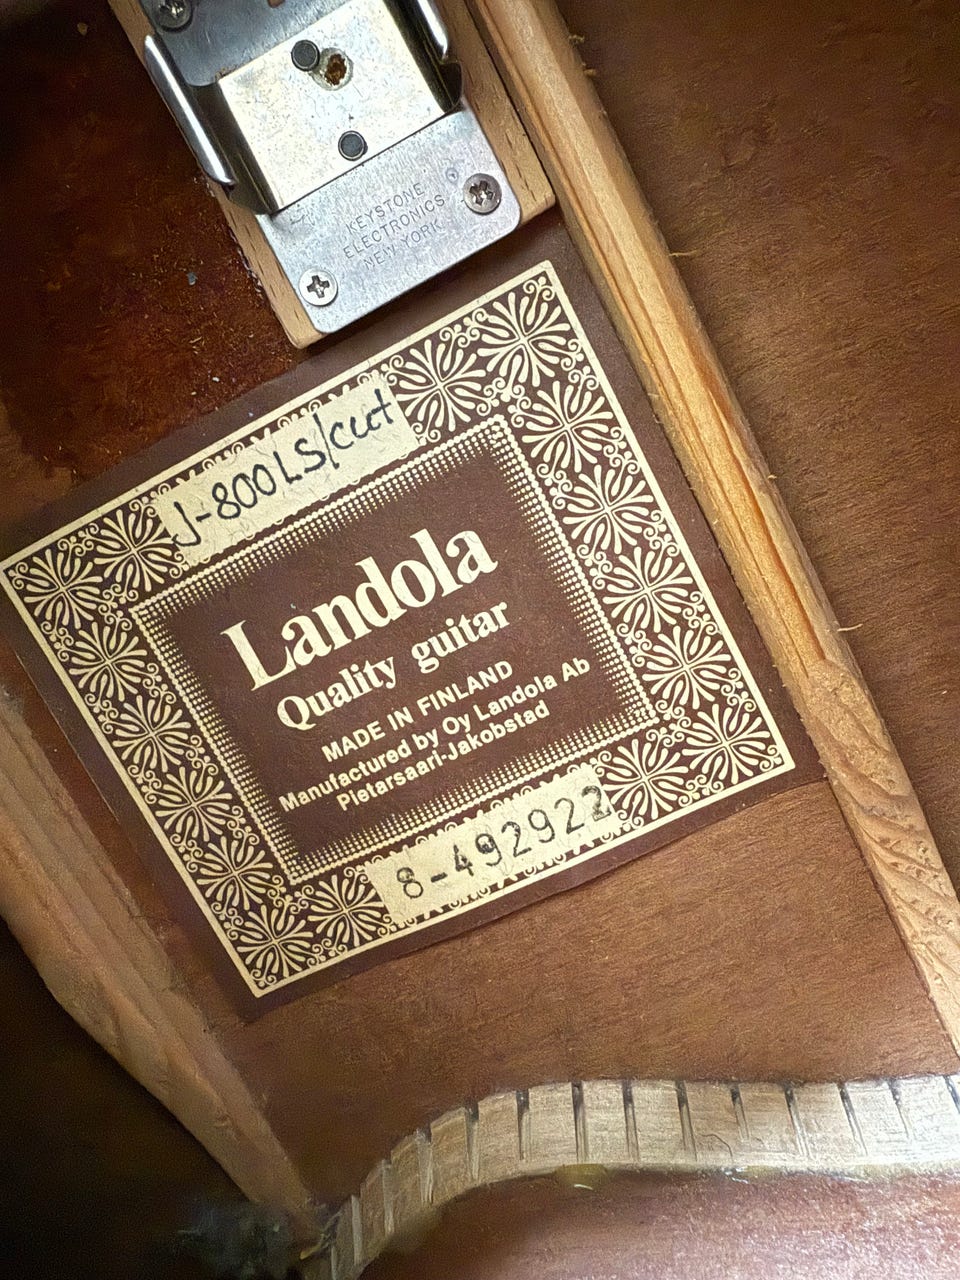 KEYSTONE
ELECTRONICS
NEW YORK
J-800LS/cut
Landola
Quality guitar
MADE IN FINLAND
Manufactured by Oy Landola Ab
Pietarsaari-Jakobstad
8-492922